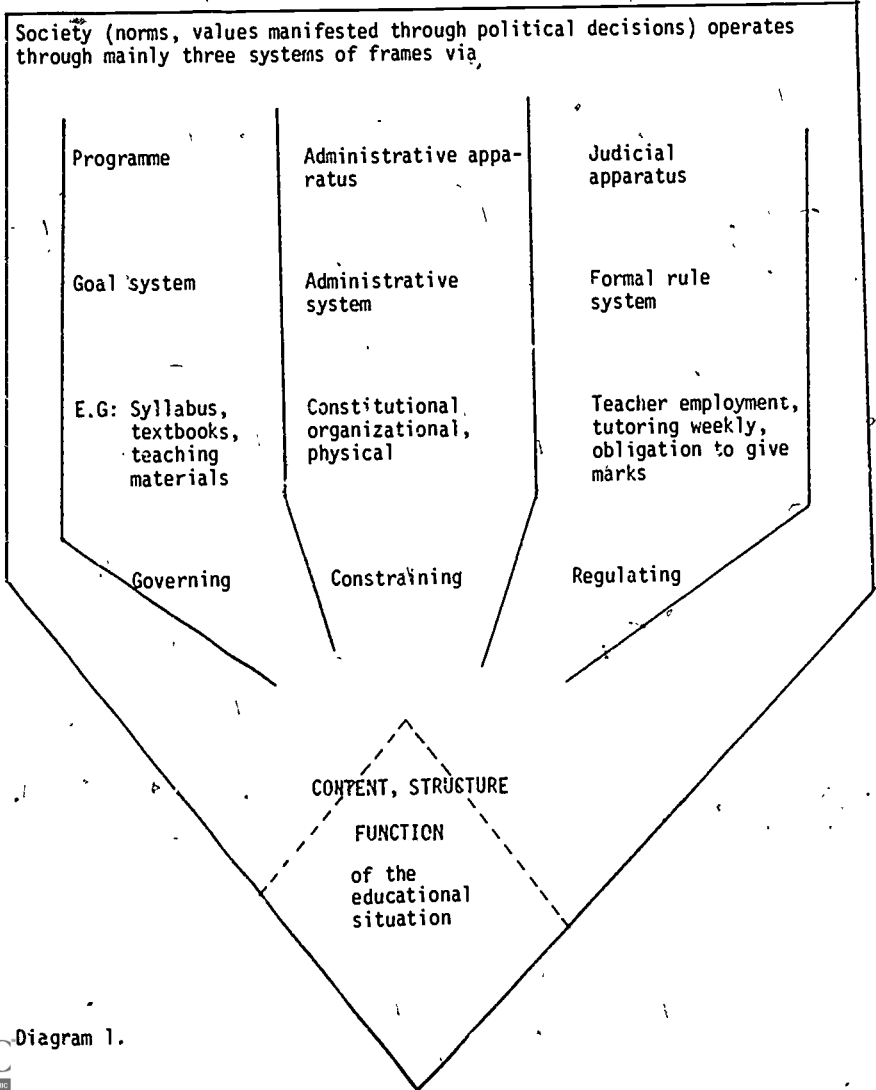 Society (norms, values manifested through political decisions) operates
through mainly three systems of frames via
Programme
Administrative appa-
ratus
Judicial
apparatus
Goal system
Administrative
system
Formal rule
system
E.G: Syllabus,
textbooks,
teaching
materials
Constitutional
organizational,
physical
Teacher employment,
tutoring weekly,
obligation to give
marks
Governing
Constraining
Regulating
CONTENT, STRUCTURE
FUNCTION
of the
educational
situation
Diagram 1.